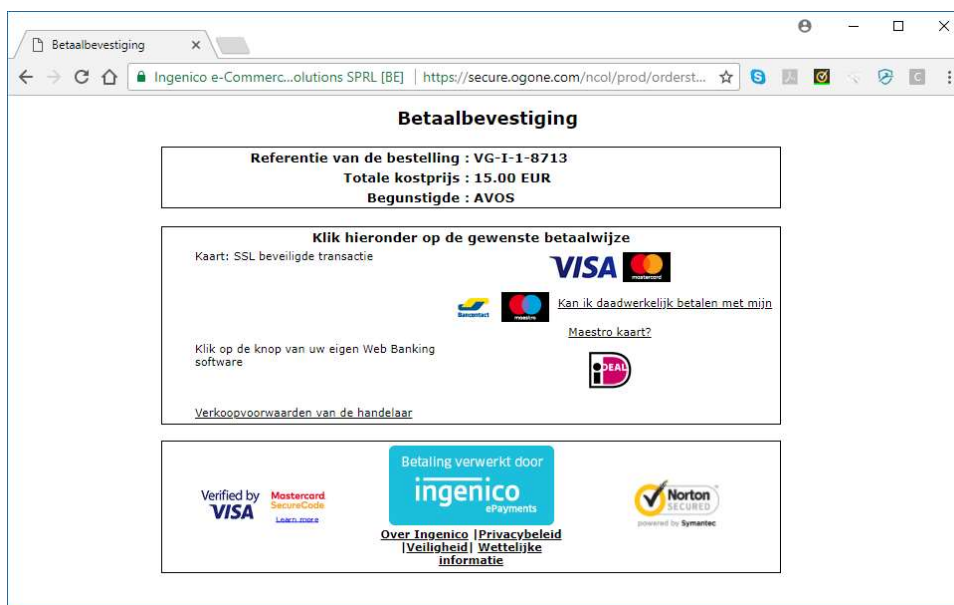 Betaalbevestiging
Ingenico e-Commerc...olutions SPRL [BE] | https://secure.ogone.com/ncol/prod/orderst...
Betaalbevestiging
Referentie van de bestelling : VG-I-1-8713
Totale kostprijs : 15.00 EUR
Begunstigde : AVOS
Klik hieronder op de gewenste betaalwijze
Kaart: SSL beveiligde transactie
VISA
mastercard
Bancontact
maestro
Kan ik daadwerkelijk betalen met mijn
Maestro kaart?
Klik op de knop van uw eigen Web Banking
software
iDEAL
Verkoopvoorwaarden van de handelaar
Betaling verwerkt door
ingenico
ePayments
Verified by
VISA
Mastercard
SecureCode
Learn more
Norton
SECURED
powered by Symantec
Over Ingenico |Privacybeleid
|Veiligheid| Wettelijke
informatie